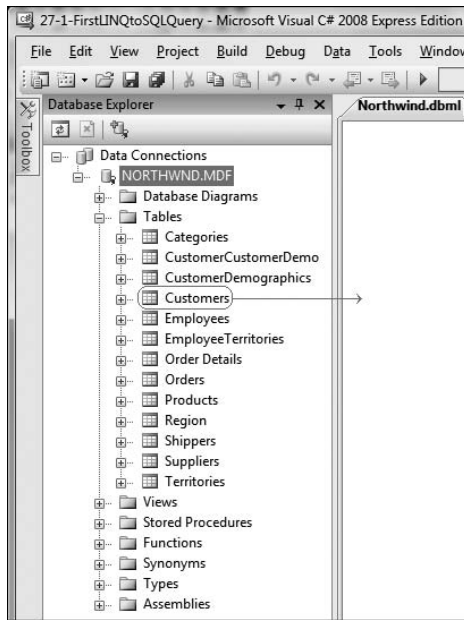 27-1-FirstLINQtoSQLQuery - Microsoft Visual C# 2008 Express Edition
File Edit View Project Build Debug Data Tools Window
Database Explorer
Northwind.dbml
Toolbox
Data Connections
NORTHWND.MDF
Database Diagrams
Tables
Categories
CustomerCustomerDemo
CustomerDemographics
Customers
Employees
EmployeeTerritories
Order Details
Orders
Products
Region
Shippers
Suppliers
Territories
Views
Stored Procedures
Functions
Synonyms
Types
Assemblies